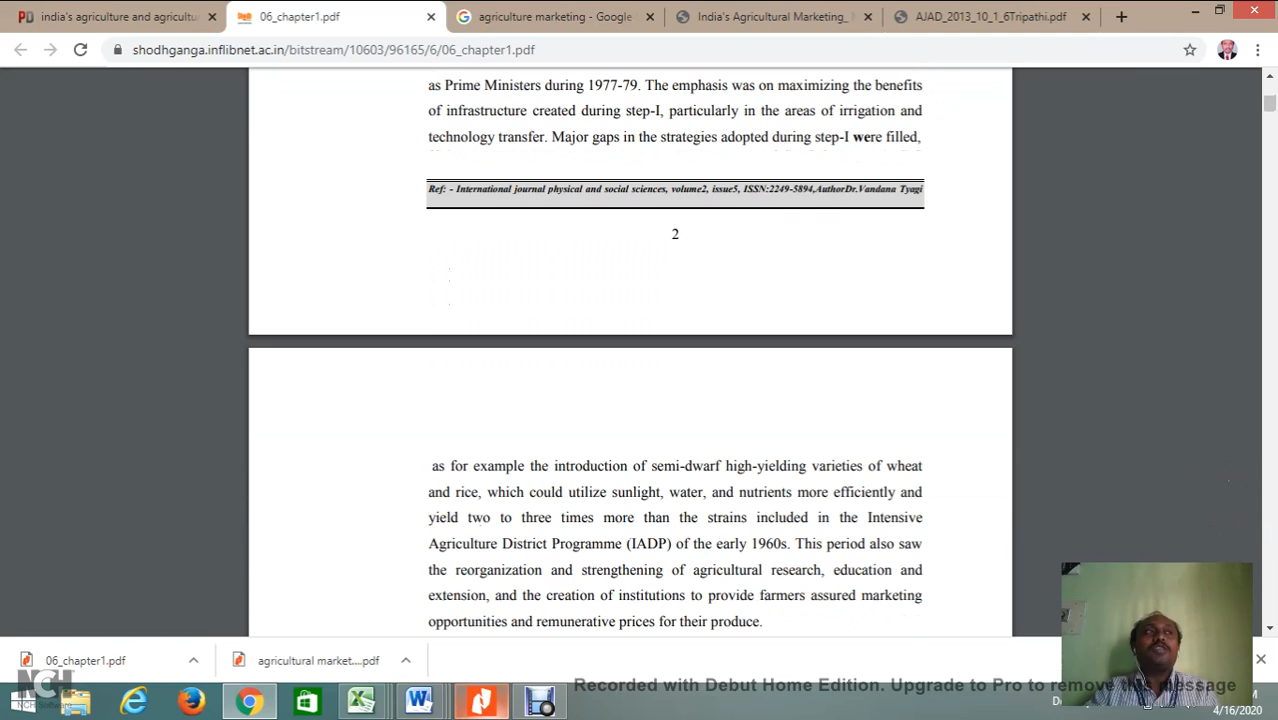 india's agriculture and agricultu
06_chapter1.pdf
agriculture marketing - Google
India's Agricultural Marketing_
AJAD_2013_10_1_6Tripathi.pdf
shodhganga.inflibnet.ac.in/bitstream/10603/96165/6/06_chapter1.pdf
as Prime Ministers during 1977-79. The emphasis was on maximizing the benefits
of infrastructure created during step-I, particularly in the areas of irrigation and
technology transfer. Major gaps in the strategies adopted during step-I were filled,
Ref: - International journal physical and social sciences, volume2, issue5, ISSN:2249-5894,AuthorDr.Vandana Tyagi
2
as for example the introduction of semi-dwarf high-yielding varieties of wheat
and rice, which could utilize sunlight, water, and nutrients more efficiently and
yield two to three times more than the strains included in the Intensive
Agriculture District Programme (IADP) of the early 1960s. This period also saw
the reorganization and strengthening of agricultural research, education and
extension, and the creation of institutions to provide farmers assured marketing
opportunities and remunerative prices for their produce.
06_chapter1.pdf
agricultural market....pdf
NCH
NCH Software
Recorded with Debut Home Edition. Upgrade to Pro to remove this message
4/16/2020